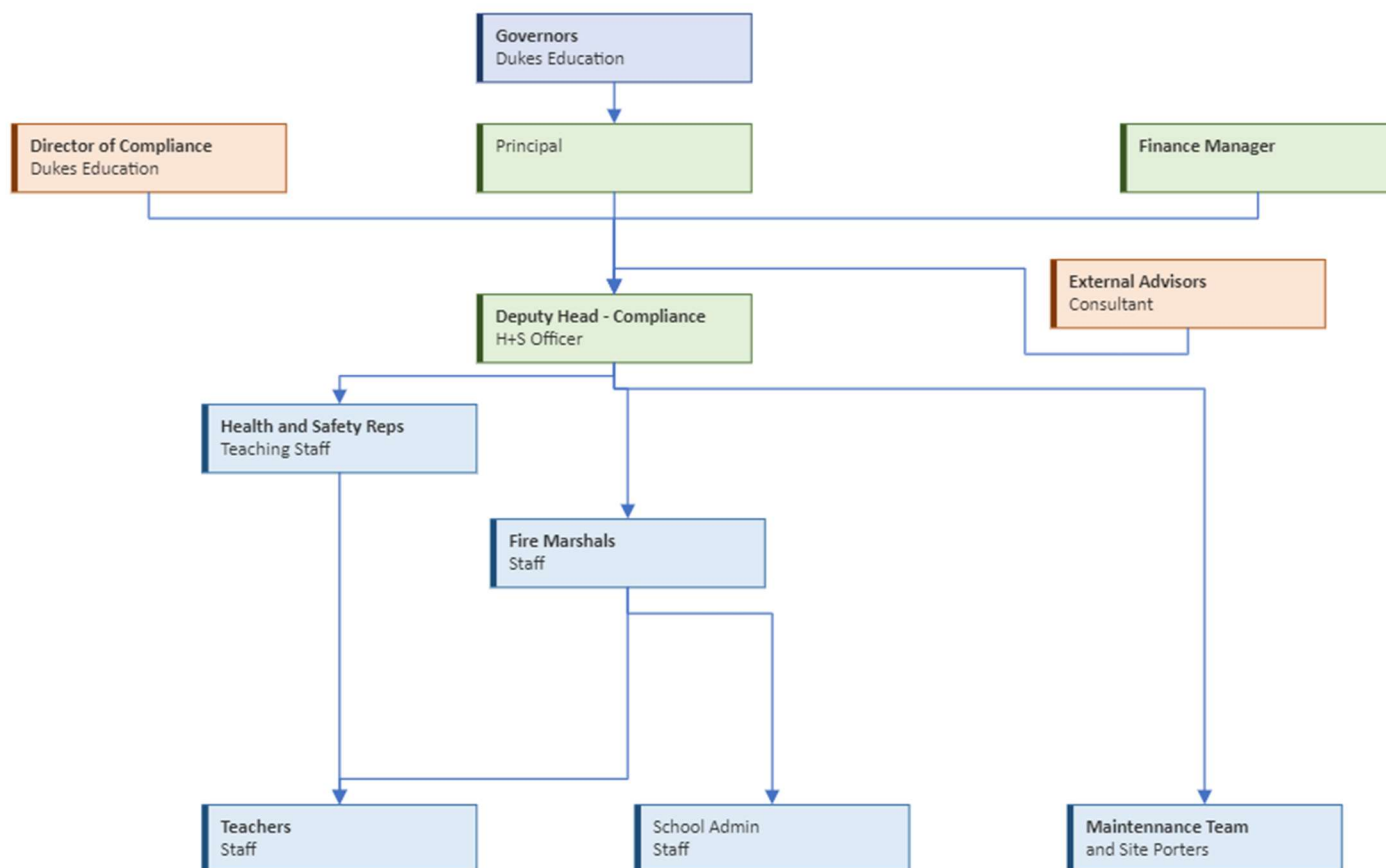 Governors
Dukes Education
Director of Compliance
Dukes Education
Principal
Finance Manager
External Advisors
Consultant
Deputy Head - Compliance
H+S Officer
Health and Safety Reps
Teaching Staff
Fire Marshals
Staff
Teachers
Staff
School Admin
Staff
Maintennance Team
and Site Porters